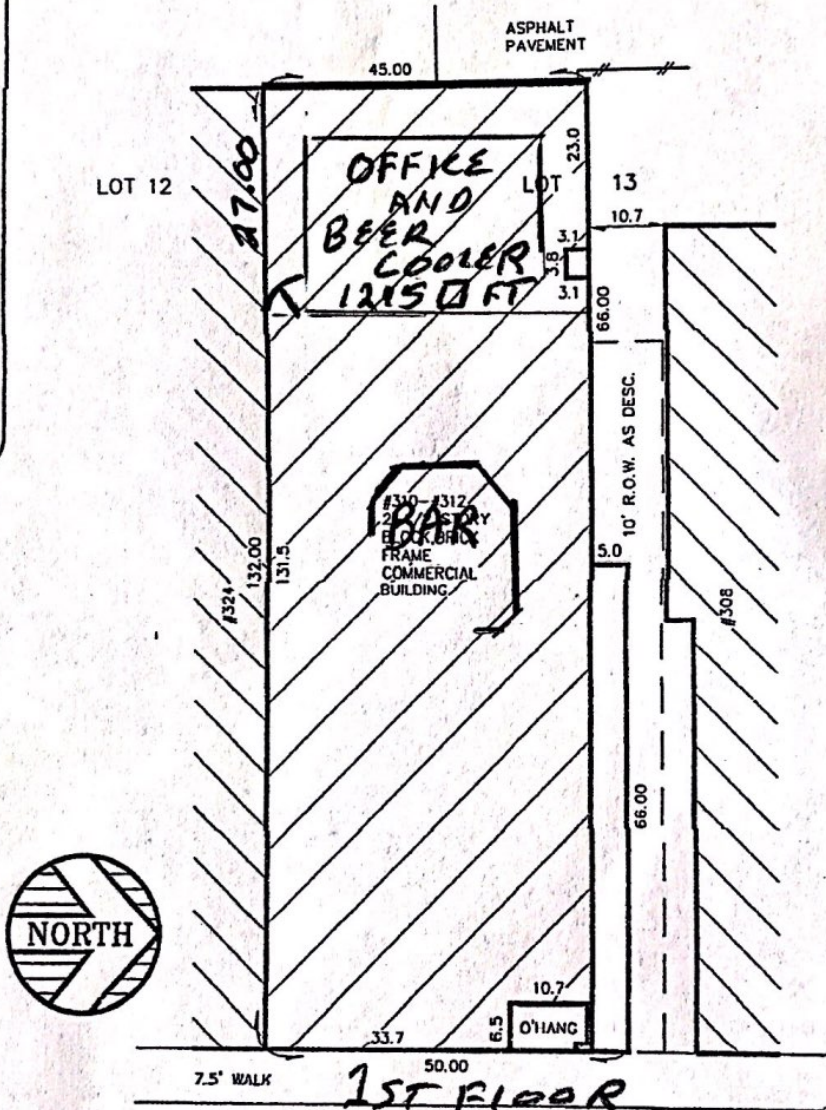 ASPHALT
PAVEMENT
45.00
27.00
23.0
OFFICE
AND
BEER
COOLER
1215 □ FT
LOT 12
LOT 13
10.7
3.1
3.8
3.1
66.00
10' R.O.W. AS DESC.
#310-#312
BAR
STORY
BLOCK, BRICK
FRAME
COMMERCIAL
BUILDING
5.0
#324
132.00
131.5
#308
66.00
NORTH
10.7
6.5
O'HANG
33.7
50.00
7.5' WALK
1ST FLOOR